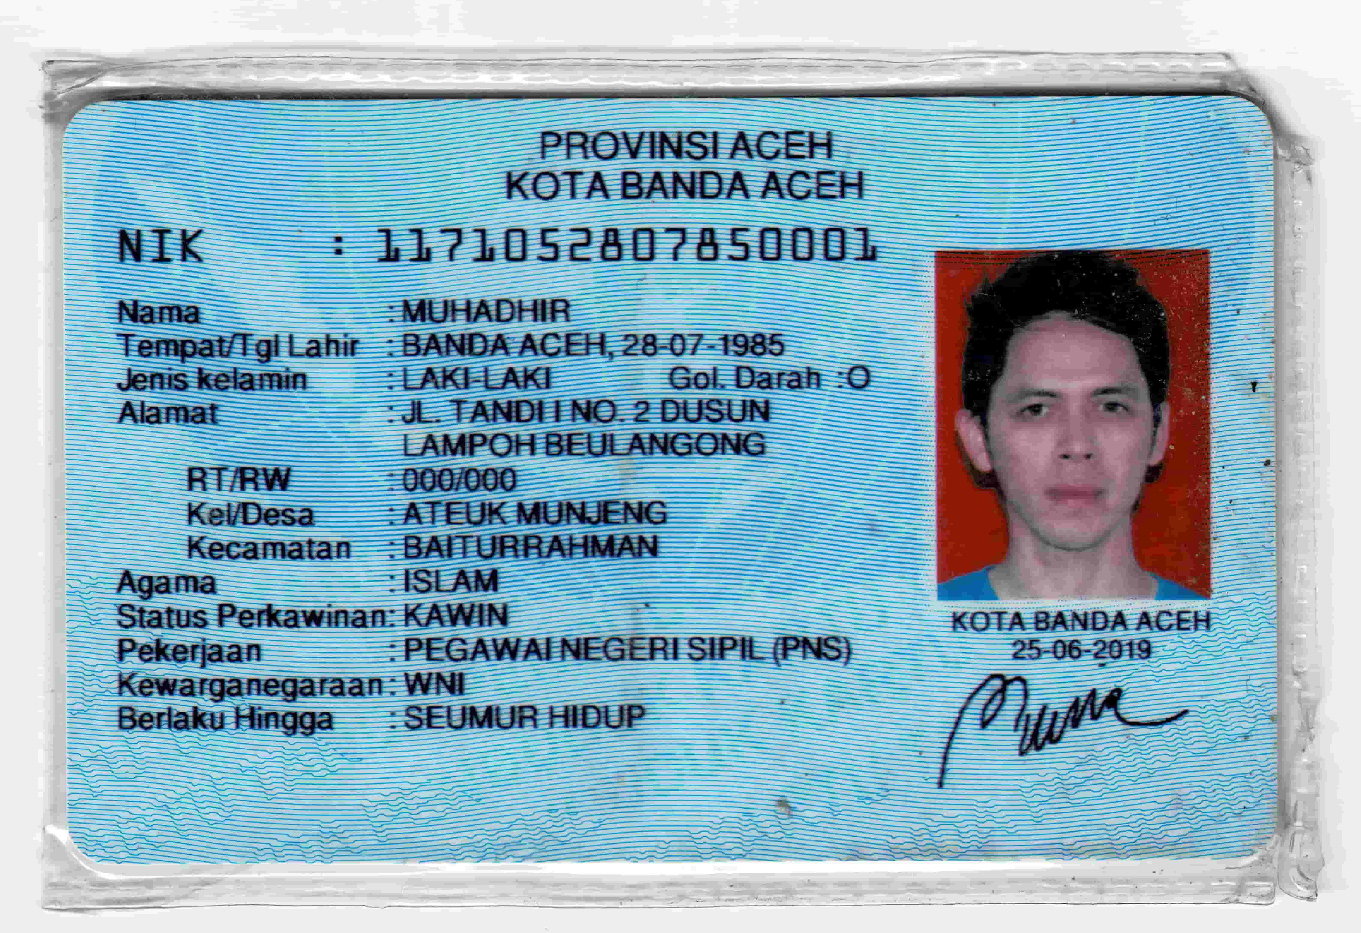 PROVINSI ACEH
KOTA BANDA ACEH
NIK : 1171052807850001
Nama : MUHADHIR
Tempat/Tgl Lahir : BANDA ACEH, 28-07-1985
Jenis kelamin : LAKI-LAKI Gol. Darah : O
Alamat : JL. TANDI I NO. 2 DUSUN
LAMPOH BEULANGONG
RT/RW : 000/000
Kel/Desa : ATEUK MUNJENG
Kecamatan : BAITURRAHMAN
Agama : ISLAM
Status Perkawinan: KAWIN
Pekerjaan : PEGAWAI NEGERI SIPIL (PNS)
Kewarganegaraan: WNI
Berlaku Hingga : SEUMUR HIDUP
KOTA BANDA ACEH
25-06-2019